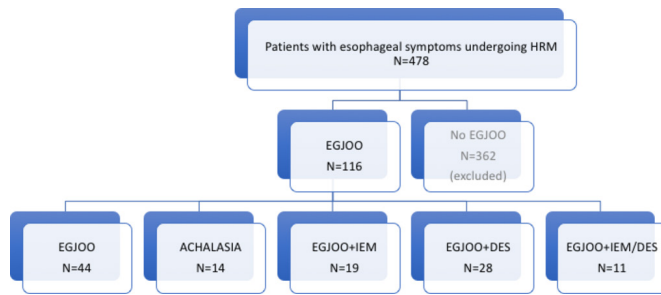 Patients with esophageal symptoms undergoing HRM
N=478
EGJOO
N=116
No EGJOO
N=362
(excluded)
EGJOO
N=44
ACHALASIA
N=14
EGJOO+IEM
N=19
EGJOO+DES
N=28
EGJOO+IEM/DES
N=11